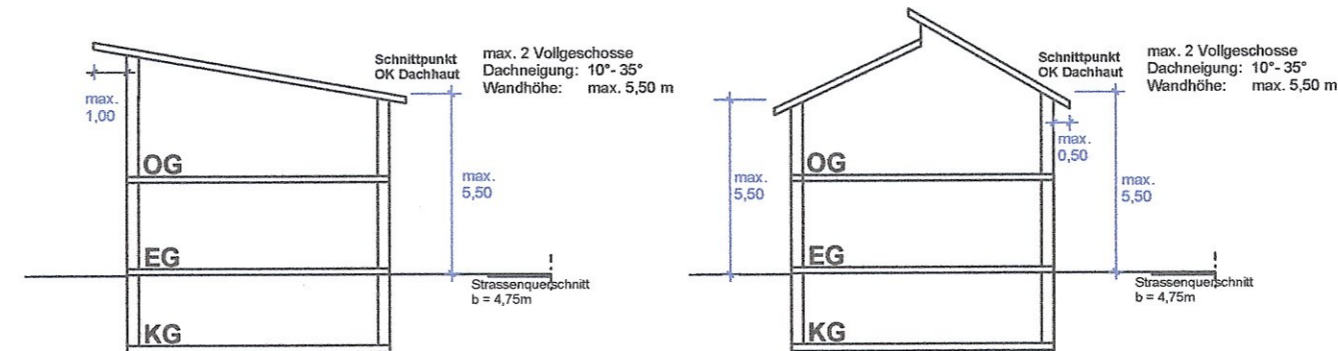 Schnittpunkt
OK Dachhaut
max. 2 Vollgeschosse
Dachneigung: 10°- 35°
Wandhöhe: max. 5,50 m
max.
1,00
OG
max.
5,50
EG
Strassenquerschnitt
b = 4,75m
KG
Schnittpunkt
OK Dachhaut
max. 2 Vollgeschosse
Dachneigung: 10°- 35°
Wandhöhe: max. 5,50 m
max.
0,50
OG
max.
5,50
max.
5,50
EG
Strassenquerschnitt
b = 4,75m
KG